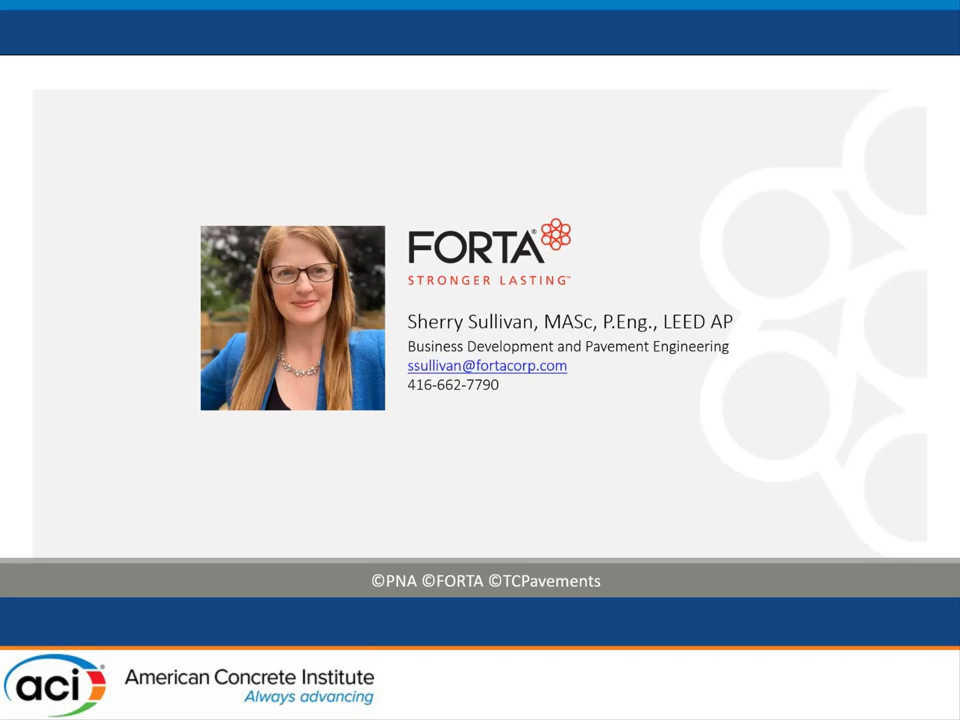 FORTA®
STRONGER LASTING™
Sherry Sullivan, MASc, P.Eng., LEED AP
Business Development and Pavement Engineering
ssullivan@fortacorp.com
416-662-7790
©PNA ©FORTA ©TCPavements
aci
American Concrete Institute
Always advancing